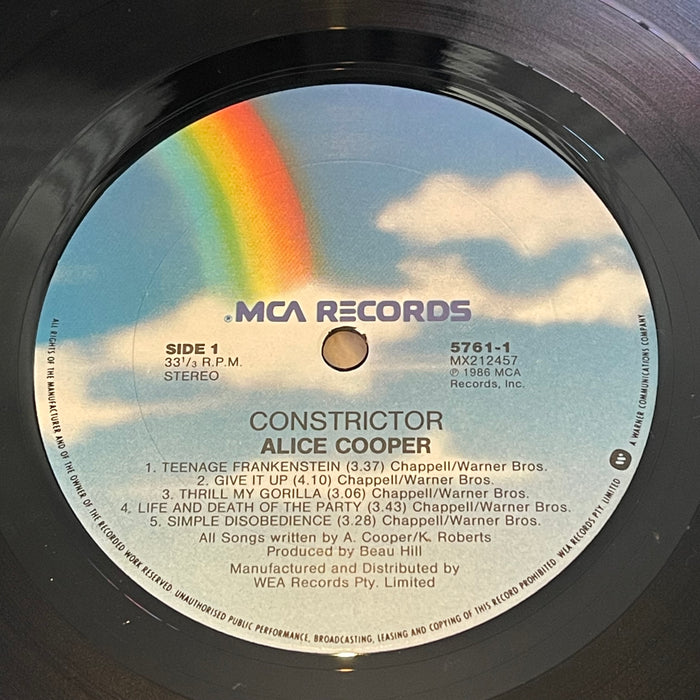 ® MCA RECORDS
SIDE 1
33⅓ R.P.M.
STEREO
5761-1
MX212457
℗ 1986 MCA
Records, Inc.
CONSTRICTOR
ALICE COOPER
1. TEENAGE FRANKENSTEIN (3.37) Chappell/Warner Bros.
2. GIVE IT UP (4.10) Chappell/Warner Bros.
3. THRILL MY GORILLA (3.06) Chappell/Warner Bros.
4. LIFE AND DEATH OF THE PARTY (3.43) Chappell/Warner Bros.
5. SIMPLE DISOBEDIENCE (3.28) Chappell/Warner Bros.
All Songs written by A. Cooper/K. Roberts
Produced by Beau Hill
Manufactured and Distributed by
WEA Records Pty. Limited
ALL RIGHTS OF THE MANUFACTURER AND OF THE OWNER OF THE RECORDED WORK RESERVED. UNAUTHORISED PUBLIC PERFORMANCE, BROADCASTING, LEASING AND COPYING OF THIS RECORD PROHIBITED. WEA RECORDS PTY. LIMITED A WARNER COMMUNICATIONS COMPANY